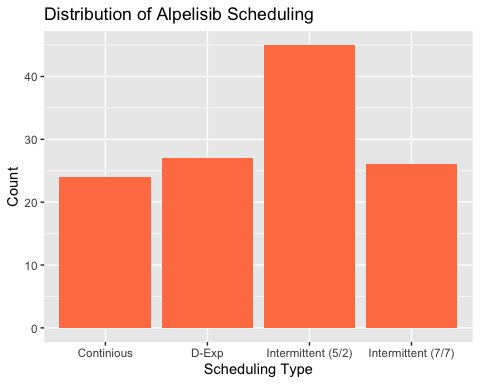 Distribution of Alpelisib Scheduling
Count
40
30
20
10
0
Continious
D-Exp
Intermittent (5/2)
Intermittent (7/7)
Scheduling Type